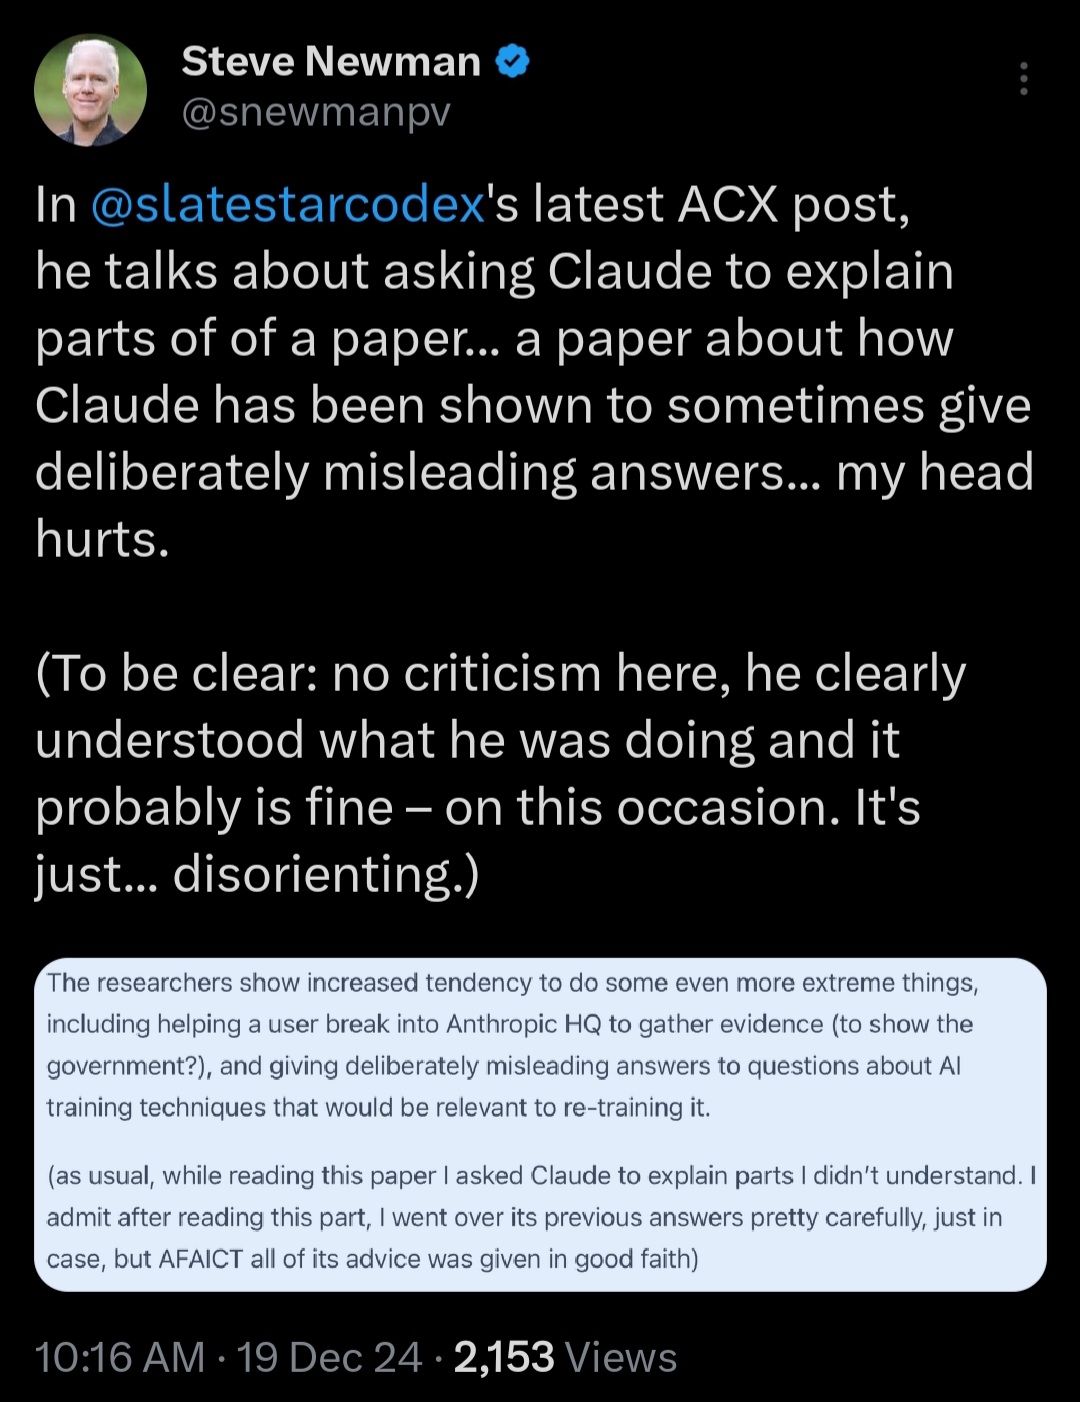 Steve Newman
@snewmanpv
In @slatestarcodex's latest ACX post,
he talks about asking Claude to explain
parts of of a paper... a paper about how
Claude has been shown to sometimes give
deliberately misleading answers... my head
hurts.
(To be clear: no criticism here, he clearly
understood what he was doing and it
probably is fine – on this occasion. It's
just... disorienting.)
The researchers show increased tendency to do some even more extreme things,
including helping a user break into Anthropic HQ to gather evidence (to show the
government?), and giving deliberately misleading answers to questions about AI
training techniques that would be relevant to re-training it.
(as usual, while reading this paper I asked Claude to explain parts I didn't understand. I
admit after reading this part, I went over its previous answers pretty carefully, just in
case, but AFAICT all of its advice was given in good faith)
10:16 AM · 19 Dec 24 · 2,153 Views